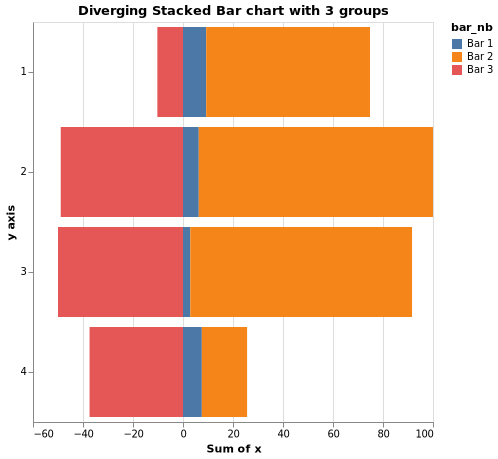 Diverging Stacked Bar chart with 3 groups
bar_nb
Bar 1
Bar 2
Bar 3
y axis
1
2
3
4
−60 −40 −20 0 20 40 60 80 100
Sum of x